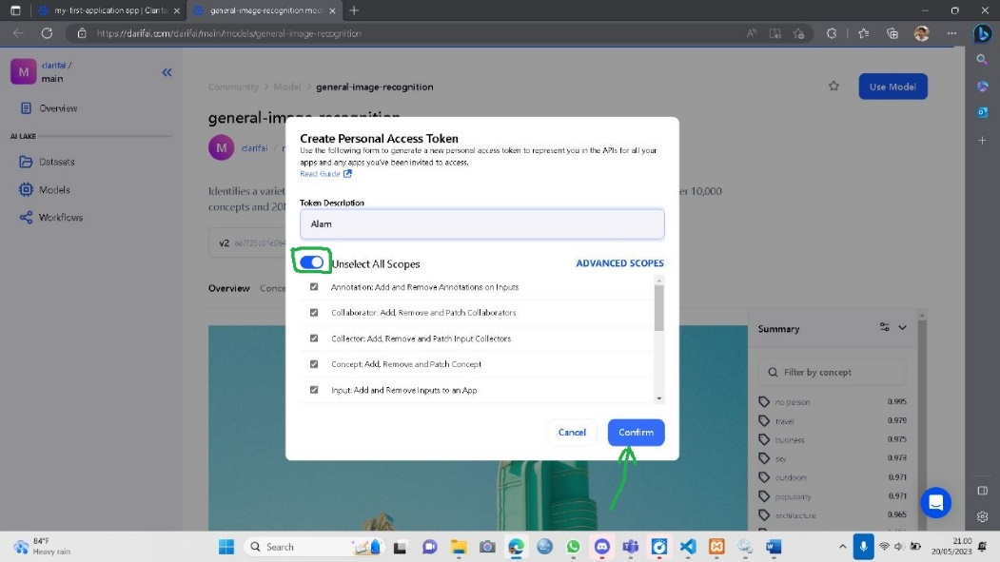 my-first-application app | Clarifai
general-image-recognition mod
https://clarifai.com/clarifai/main/models/general-image-recognition
M
clarifai /
main
Overview
AI LAKE
Datasets
Models
Workflows
Community > Model > general-image-recognition
Use Model
general-image-recognition
M clarifai /
Identifies a variet
er 10,000
concepts and 20M
v2
Overview Conce
Create Personal Access Token
Use the following form to generate a new personal access token to represent you in the APIs for all your
apps and any apps you've been invited to access.
Read Guide
Token Description
Alam
Unselect All Scopes
ADVANCED SCOPES
Annotation: Add and Remove Annotations on Inputs
Collaborator: Add, Remove and Patch Collaborators
Collector: Add, Remove and Patch Input Collectors
Concept: Add, Remove and Patch Concept
Input: Add and Remove Inputs to an App
Cancel
Confirm
Summary
Filter by concept
no person 0.995
travel 0.979
business 0.975
sky 0.973
outdoors 0.971
popularity 0.971
architecture 0.965
84°F
Heavy rain
Search
21.00
20/05/2023